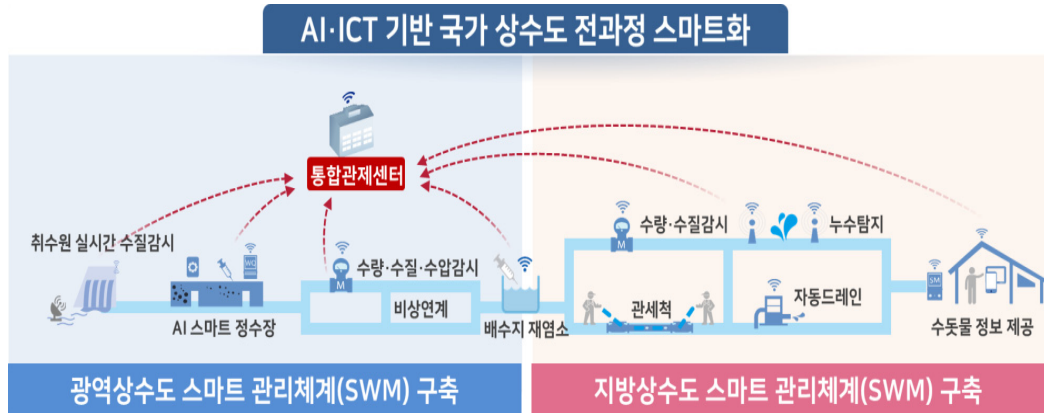 AI·ICT 기반 국가 상수도 전과정 스마트화
통합관제센터
취수원 실시간 수질감시
AI 스마트 정수장
M
수량·수질·수압감시
비상연계
배수지 재염소
M
수량·수질감시
누수탐지
관세척
자동드레인
SM
수돗물 정보 제공
광역상수도 스마트 관리체계(SWM) 구축
지방상수도 스마트 관리체계(SWM) 구축